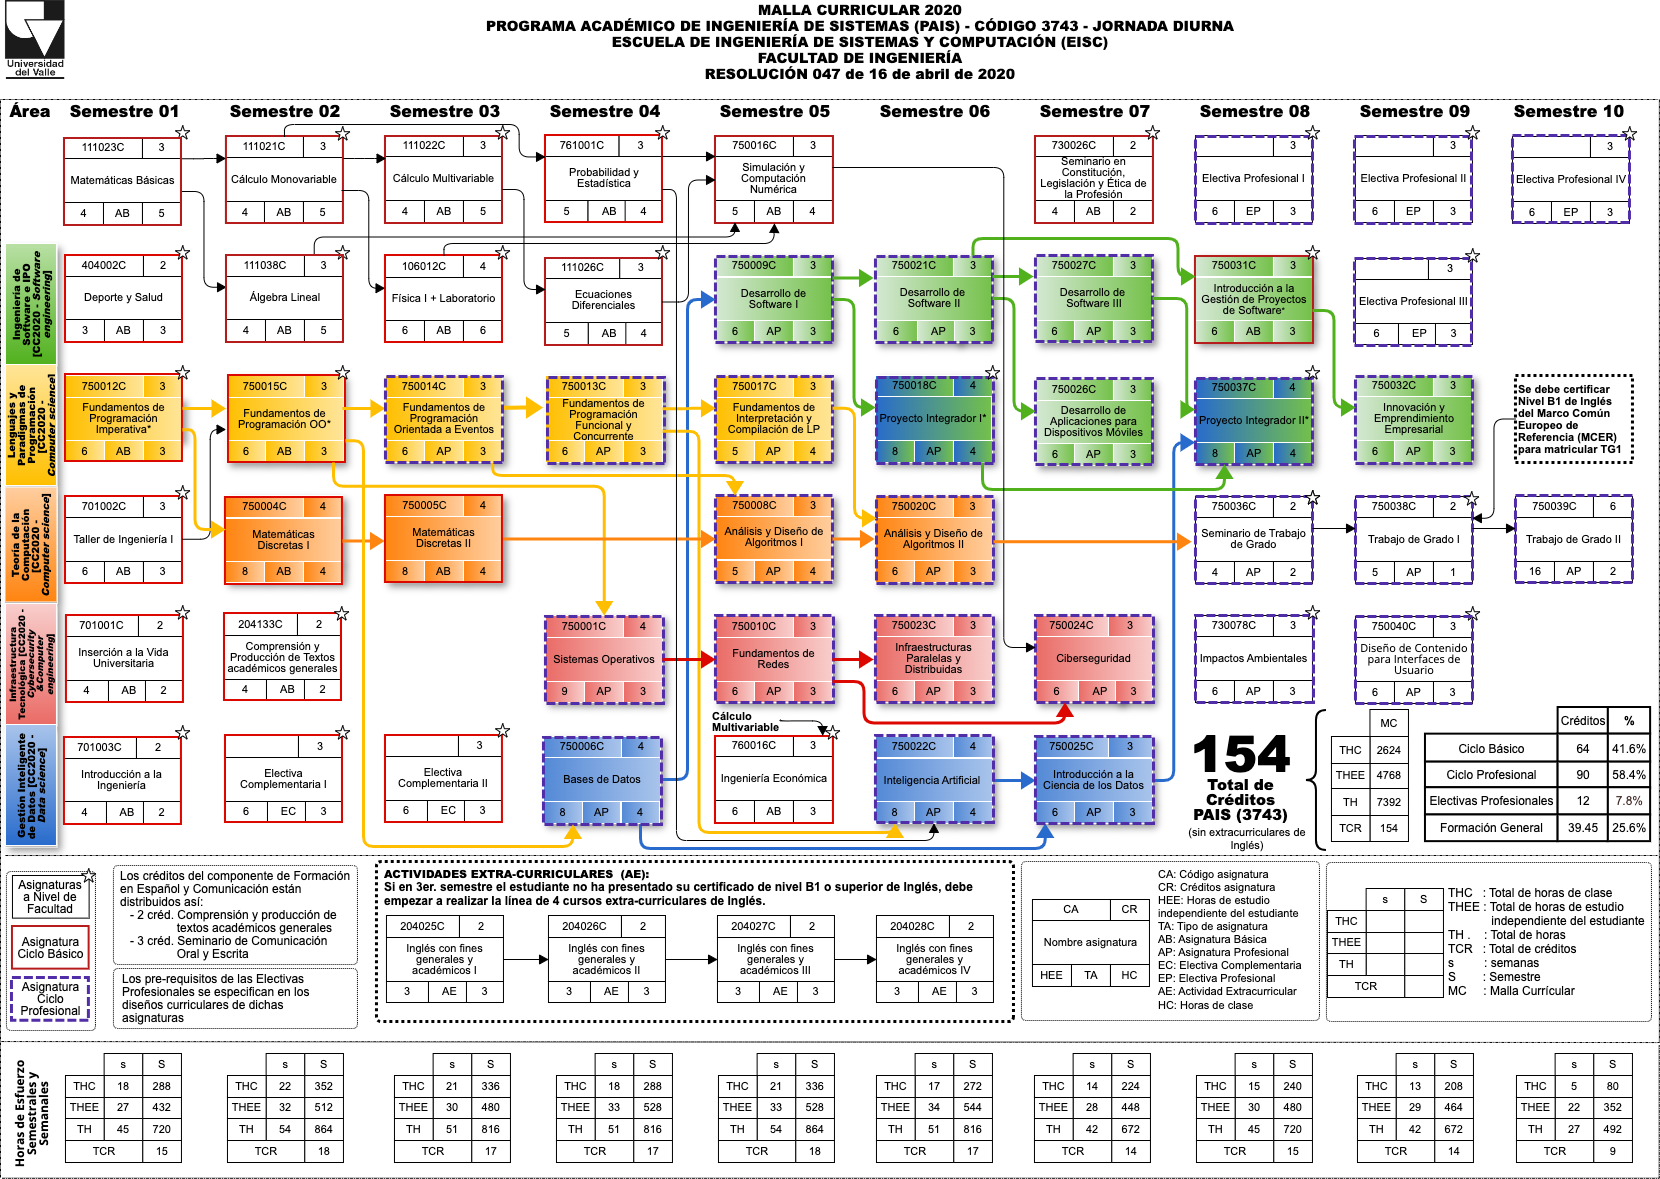 Universidad
del Valle
MALLA CURRICULAR 2020
PROGRAMA ACADÉMICO DE INGENIERÍA DE SISTEMAS (PAIS) - CÓDIGO 3743 - JORNADA DIURNA
ESCUELA DE INGENIERÍA DE SISTEMAS Y COMPUTACIÓN (EISC)
FACULTAD DE INGENIERÍA
RESOLUCIÓN 047 de 16 de abril de 2020
Área Semestre 01 Semestre 02 Semestre 03 Semestre 04 Semestre 05 Semestre 06 Semestre 07 Semestre 08 Semestre 09 Semestre 10
111023C 3
Matemáticas Básicas
4 AB 5
111021C 3
Cálculo Monovariable
4 AB 5
111022C 3
Cálculo Multivariable
4 AB 5
761001C 3
Probabilidad y
Estadística
5 AB 4
750016C 3
Simulación y
Computación
Numérica
5 AB 4
730026C 2
Seminario en
Constitución,
Legislación y Ética de
la Profesión
4 AB 2
3
Electiva Profesional I
6 EP 3
3
Electiva Profesional II
6 EP 3
3
Electiva Profesional IV
6 EP 3
Ingeniería de
Software e IPO
[CC2020 - Software
engineering]
404002C 2
Deporte y Salud
3 AB 3
111038C 3
Álgebra Lineal
4 AB 5
106012C 4
Física I + Laboratorio
6 AB 6
111026C 3
Ecuaciones
Diferenciales
5 AB 4
750009C 3
Desarrollo de
Software I
6 AP 3
750021C 3
Desarrollo de
Software II
6 AP 3
750027C 3
Desarrollo de
Software III
6 AP 3
750031C 3
Introducción a la
Gestión de Proyectos
de Software*
6 AB 3
3
Electiva Profesional III
6 EP 3
Lenguajes y
Paradigmas de
Programación
[CC2020 -
Computer science]
750012C 3
Fundamentos de
Programación
Imperativa*
6 AB 3
750015C 3
Fundamentos de
Programación OO*
6 AB 3
750014C 3
Fundamentos de
Programación
Orientada a Eventos
6 AP 3
750013C 3
Fundamentos de
Programación
Funcional y
Concurrente
6 AP 3
750017C 3
Fundamentos de
Interpretación y
Compilación de LP
5 AP 4
750018C 4
Proyecto Integrador I*
8 AP 4
750026C 3
Desarrollo de
Aplicaciones para
Dispositivos Móviles
6 AP 3
750037C 4
Proyecto Integrador II*
8 AP 4
750032C 3
Innovación y
Emprendimiento
Empresarial
6 AP 3
Se debe certificar
Nivel B1 de Inglés
del Marco Común
Europeo de
Referencia (MCER)
para matricular TG1
Teoría de la
Computación
[CC2020 -
Computer science]
701002C 3
Taller de Ingeniería I
6 AB 3
750004C 4
Matemáticas
Discretas I
8 AB 4
750005C 4
Matemáticas
Discretas II
8 AB 4
750008C 3
Análisis y Diseño de
Algoritmos I
5 AP 4
750020C 3
Análisis y Diseño de
Algoritmos II
6 AP 3
750036C 2
Seminario de Trabajo
de Grado
4 AP 2
750038C 2
Trabajo de Grado I
5 AP 1
750039C 6
Trabajo de Grado II
16 AP 2
Infraestructura
Tecnológica [CC2020 -
Cybersecurity
&Computer
engineering]
701001C 2
Inserción a la Vida
Universitaria
4 AB 2
204133C 2
Comprensión y
Producción de Textos
académicos generales
4 AB 2
750001C 4
Sistemas Operativos
9 AP 3
750010C 3
Fundamentos de
Redes
6 AP 3
750023C 3
Infraestructuras
Paralelas y
Distribuidas
6 AP 3
750024C 3
Ciberseguridad
6 AP 3
730078C 3
Impactos Ambientales
6 AP 3
750040C 3
Diseño de Contenido
para Interfaces de
Usuario
6 AP 3
Gestión Inteligente
de Datos [CC2020 -
Data science]
701003C 2
Introducción a la
Ingeniería
4 AB 2
3
Electiva
Complementaria I
6 EC 3
3
Electiva
Complementaria II
6 EC 3
750006C 4
Bases de Datos
8 AP 4
Cálculo
Multivariable
760016C 3
Ingeniería Económica
6 AB 3
750022C 4
Inteligencia Artificial
8 AP 4
750025C 3
Introducción a la
Ciencia de los Datos
6 AP 3
154
Total de
Créditos
PAIS (3743)
(sin extracurriculares de
Inglés)
MC
THC 2624
THEE 4768
TH 7392
TCR 154
Créditos %
Ciclo Básico 64 41.6%
Ciclo Profesional 90 58.4%
Electivas Profesionales 12 7.8%
Formación General 39.45 25.6%
Asignaturas
a Nivel de
Facultad
Asignatura
Ciclo Básico
Asignatura
Ciclo
Profesional
Los créditos del componente de Formación
en Español y Comunicación están
distribuidos así:
- 2 créd. Comprensión y producción de
textos académicos generales
- 3 créd. Seminario de Comunicación
Oral y Escrita
Los pre-requisitos de las Electivas
Profesionales se especifican en los
diseños curriculares de dichas
asignaturas
ACTIVIDADES EXTRA-CURRICULARES (AE):
Si en 3er. semestre el estudiante no ha presentado su certificado de nivel B1 o superior de Inglés, debe
empezar a realizar la línea de 4 cursos extra-curriculares de Inglés.
204025C 2
Inglés con fines
generales y
académicos I
3 AE 3
204026C 2
Inglés con fines
generales y
académicos II
3 AE 3
204027C 2
Inglés con fines
generales y
académicos III
3 AE 3
204028C 2
Inglés con fines
generales y
académicos IV
3 AE 3
CA CR
Nombre asignatura
HEE TA HC
CA: Código asignatura
CR: Créditos asignatura
HEE: Horas de estudio
independiente del estudiante
TA: Tipo de asignatura
AB: Asignatura Básica
AP: Asignatura Profesional
EC: Electiva Complementaria
EP: Electiva Profesional
AE: Actividad Extracurricular
HC: Horas de clase
s S
THC
THEE
TH
TCR
THC : Total de horas de clase
THEE : Total de horas de estudio
independiente del estudiante
TH . : Total de horas
TCR : Total de créditos
s : semanas
S : Semestre
MC : Malla Currícular
Horas de Esfuerzo
Semestrales y
Semanales
s S
THC 18 288
THEE 27 432
TH 45 720
TCR 15
s S
THC 22 352
THEE 32 512
TH 54 864
TCR 18
s S
THC 21 336
THEE 30 480
TH 51 816
TCR 17
s S
THC 18 288
THEE 33 528
TH 51 816
TCR 17
s S
THC 21 336
THEE 33 528
TH 54 864
TCR 18
s S
THC 17 272
THEE 34 544
TH 51 816
TCR 17
s S
THC 14 224
THEE 28 448
TH 42 672
TCR 14
s S
THC 15 240
THEE 30 480
TH 45 720
TCR 15
s S
THC 13 208
THEE 29 464
TH 42 672
TCR 14
s S
THC 5 80
THEE 22 352
TH 27 492
TCR 9